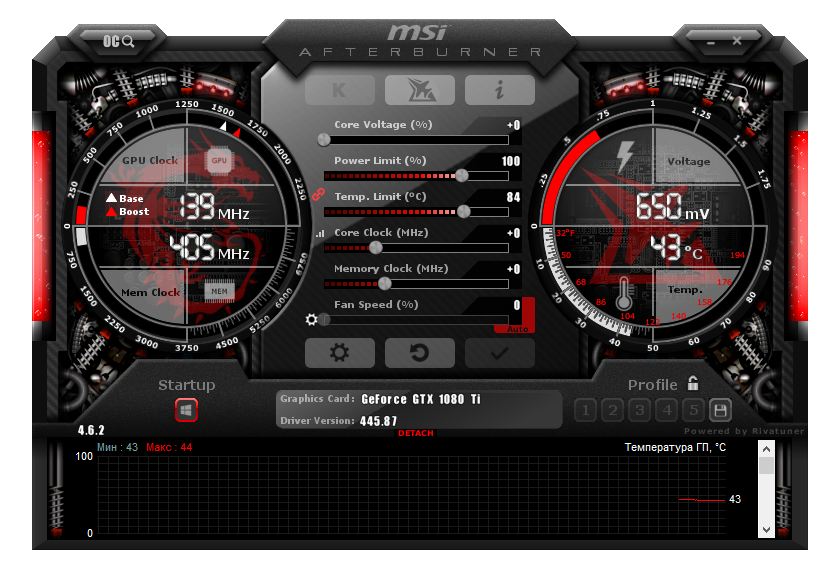 OC
msi
AFTERBURNER
K
i
Core Voltage (%) +0
Power Limit (%) 100
Temp. Limit (ºC) 84
Core Clock (MHz) +0
Memory Clock (MHz) +0
Fan Speed (%) 0
Auto
0 250 500 750 1000 1250 1500 1750 2000 2250
GPU Clock
GPU
Base
Boost
139 MHz
405 MHz
Mem Clock
MEM
0 750 1500 2250 3000 3750 4500 5250 6000 6750
0 .25 .5 .75 1 1.25 1.5 1.75
Voltage
650 mV
43 °C
Temp.
32°F 50 68 86 104 122 140 158 176 194
0 10 20 30 40 50 60 70 80 90
Startup
Graphics Card: GeForce GTX 1080 Ti
Driver Version: 445.87
Profile
1 2 3 4 5
4.6.2
DETACH
Powered by Rivatuner
Мин : 43 Макс : 44
Температура ГП, °C
100
43
0